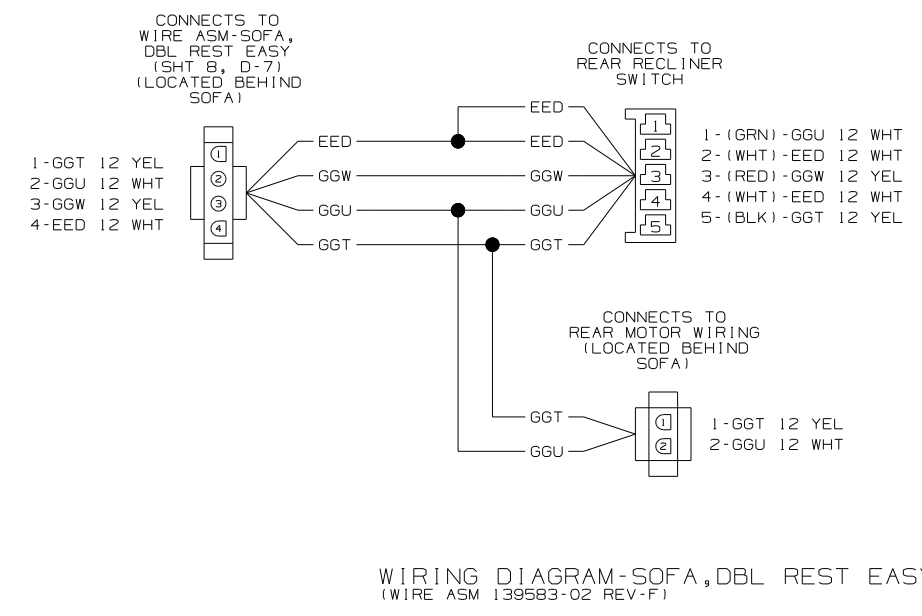 CONNECTS TO
WIRE ASM-SOFA,
DBL REST EASY
(SHT 8, D-7)
(LOCATED BEHIND
SOFA)
1-GGT 12 YEL
2-GGU 12 WHT
3-GGW 12 YEL
4-EED 12 WHT
1
2
3
4
EED
GGW
GGU
GGT
EED
EED
GGW
GGU
GGT
CONNECTS TO
REAR RECLINER
SWITCH
1
2
3
4
5
1-(GRN)-GGU 12 WHT
2-(WHT)-EED 12 WHT
3-(RED)-GGW 12 YEL
4-(WHT)-EED 12 WHT
5-(BLK)-GGT 12 YEL
CONNECTS TO
REAR MOTOR WIRING
(LOCATED BEHIND
SOFA)
GGT
GGU
1
2
1-GGT 12 YEL
2-GGU 12 WHT
WIRING DIAGRAM-SOFA,DBL REST
(WIRE ASM 139583-02 REV-F)